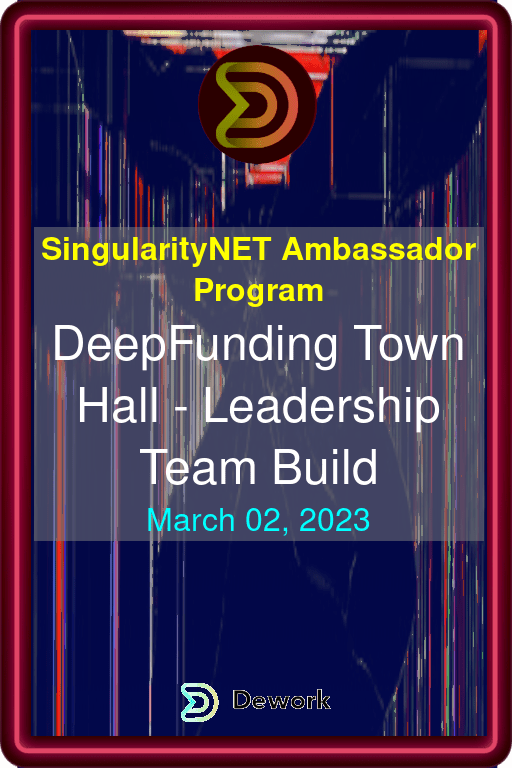 SingularityNET Ambassador
Program
DeepFunding Town
Hall - Leadership
Team Build
March 02, 2023
Dework